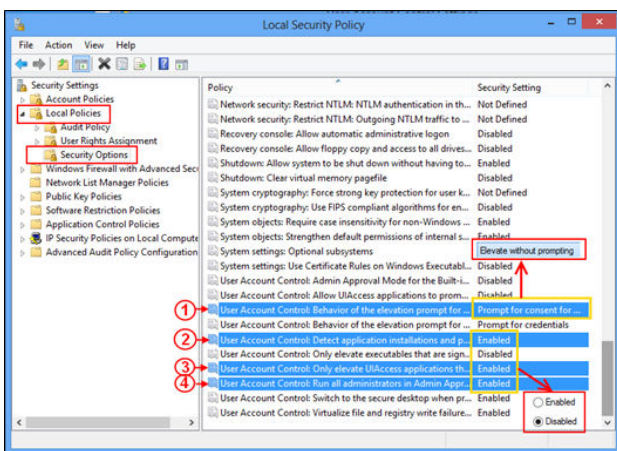 Local Security Policy
File Action View Help
Security Settings
Account Policies
Local Policies
Audit Policy
User Rights Assignment
Security Options
Windows Firewall with Advanced Secu
Network List Manager Policies
Public Key Policies
Software Restriction Policies
Application Control Policies
IP Security Policies on Local Compute
Advanced Audit Policy Configuration
Policy Security Setting
Network security: Restrict NTLM: NTLM authentication in th... Not Defined
Network security: Restrict NTLM: Outgoing NTLM traffic to ... Not Defined
Recovery console: Allow automatic administrative logon Disabled
Recovery console: Allow floppy copy and access to all drives... Disabled
Shutdown: Allow system to be shut down without having to... Enabled
Shutdown: Clear virtual memory pagefile Disabled
System cryptography: Force strong key protection for user k... Not Defined
System cryptography: Use FIPS compliant algorithms for en... Disabled
System objects: Require case insensitivity for non-Windows ... Enabled
System objects: Strengthen default permissions of internal s... Enabled
System settings: Optional subsystems Elevate without prompting
System settings: Use Certificate Rules on Windows Executabl... Disabled
User Account Control: Admin Approval Mode for the Built-i... Disabled
User Account Control: Allow UIAccess applications to prom... Disabled
1 User Account Control: Behavior of the elevation prompt for ... Prompt for consent for ...
User Account Control: Behavior of the elevation prompt for ... Prompt for credentials
2 User Account Control: Detect application installations and p... Enabled
User Account Control: Only elevate executables that are sign... Disabled
3 User Account Control: Only elevate UIAccess applications th... Enabled
4 User Account Control: Run all administrators in Admin Appr... Enabled
User Account Control: Switch to the secure desktop when pr... Enabled
User Account Control: Virtualize file and registry write failure... Enabled
Enabled
Disabled